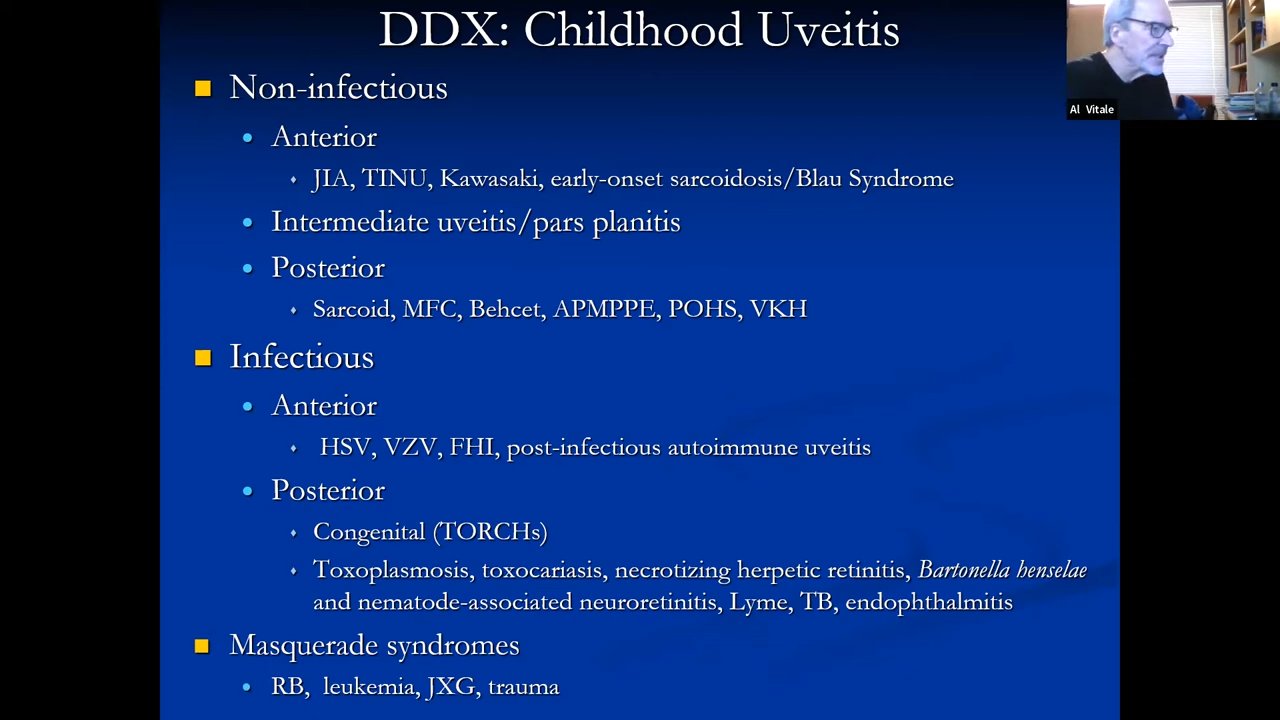 DDX: Childhood Uveitis
Al Vitale
Non-infectious
Anterior
JIA, TINU, Kawasaki, early-onset sarcoidosis/Blau Syndrome
Intermediate uveitis/pars planitis
Posterior
Sarcoid, MFC, Behcet, APMPPE, POHS, VKH
Infectious
Anterior
HSV, VZV, FHI, post-infectious autoimmune uveitis
Posterior
Congenital (TORCHs)
Toxoplasmosis, toxocariasis, necrotizing herpetic retinitis, Bartonella henselae
and nematode-associated neuroretinitis, Lyme, TB, endophthalmitis
Masquerade syndromes
RB, leukemia, JXG, trauma